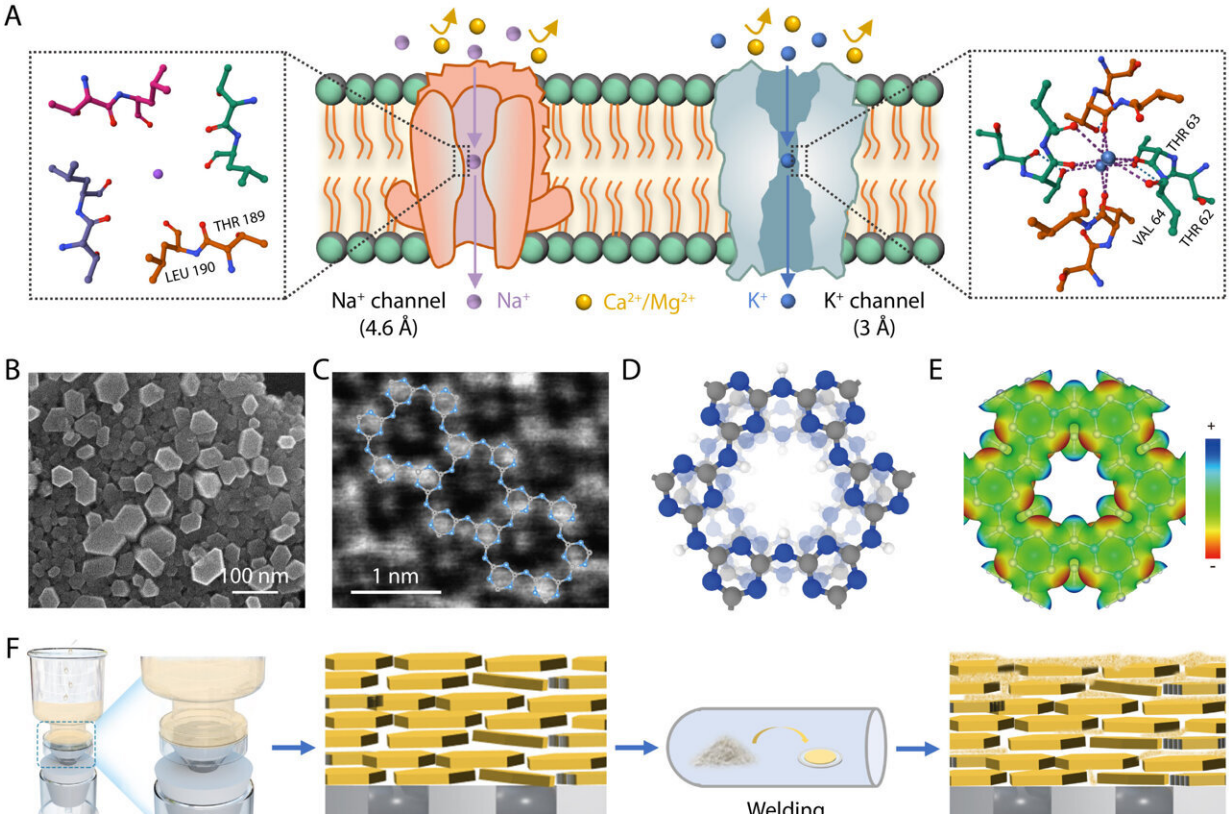 A
THR 189
LEU 190
THR 63
VAL 64
THR 62
Na⁺ channel
(4.6 Å)
Na⁺
Ca²⁺/Mg²⁺
K⁺
K⁺ channel
(3 Å)
B
100 nm
C
1 nm
D
E
+
-
F
Welding